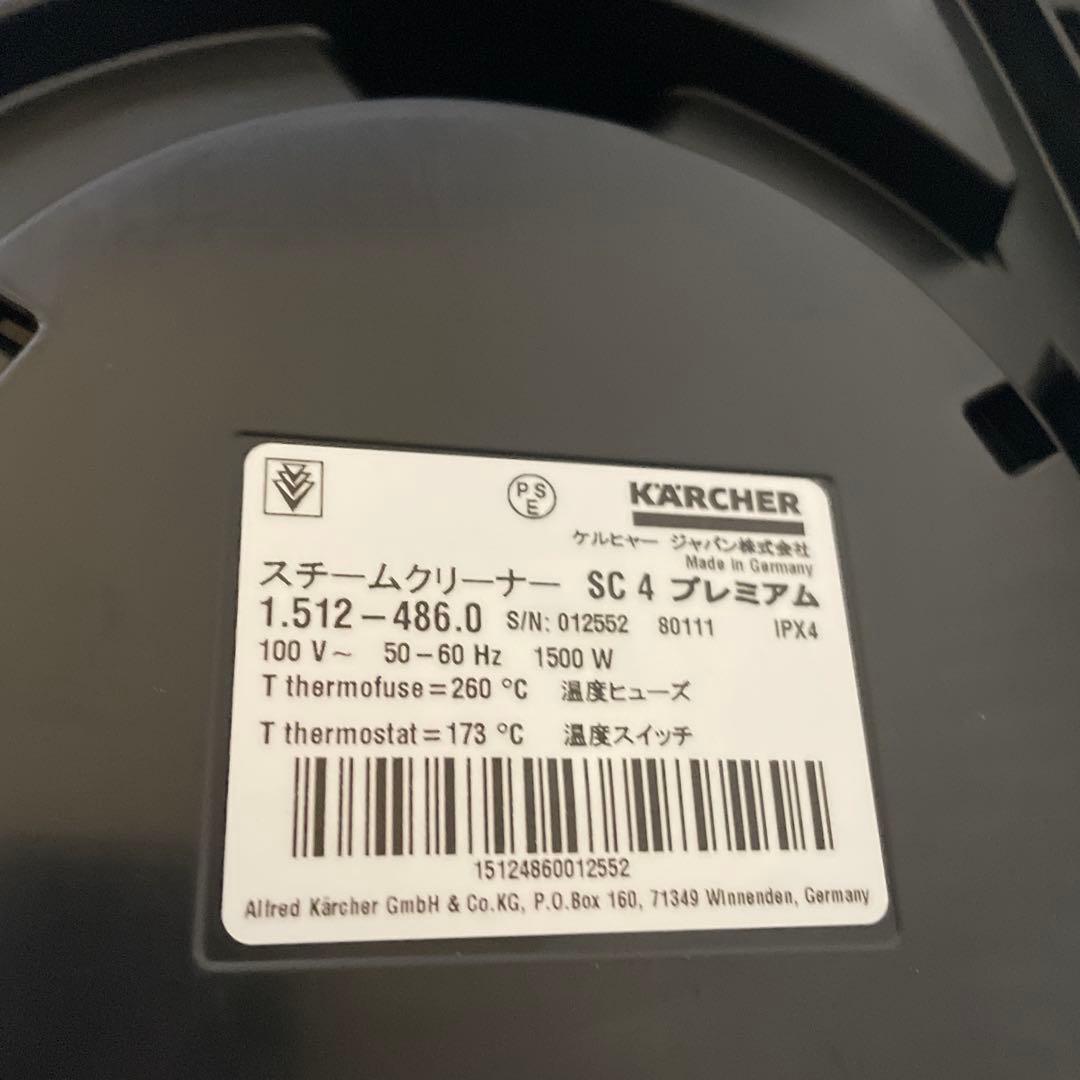 PSE
KÄRCHER
ケルヒャー ジャパン株式会社
Made in Germany
スチームクリーナー SC 4 プレミアム
1.512-486.0 S/N: 012552 80111 IPX4
100 V~ 50-60 Hz 1500 W
T thermofuse=260 °C 温度ヒューズ
T thermostat=173 °C 温度スイッチ
15124860012552
Alfred Kärcher GmbH & Co.KG, P.O.Box 160, 71349 Winnenden, Germany